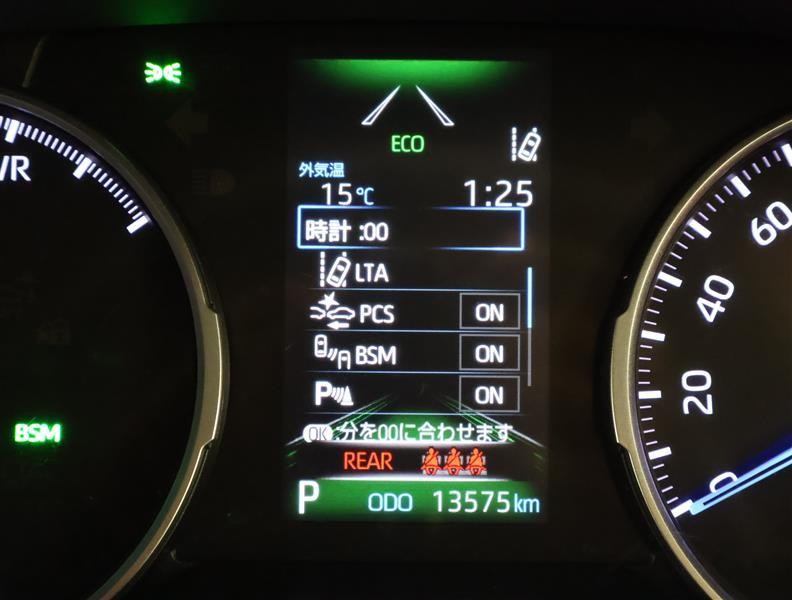 ECO
外気温
15℃ 1:25
時計 :00
LTA
PCS ON
BSM ON
P ON
OK 分を00に合わせます
REAR
P ODO 13575km
BSM
60
40
20
0